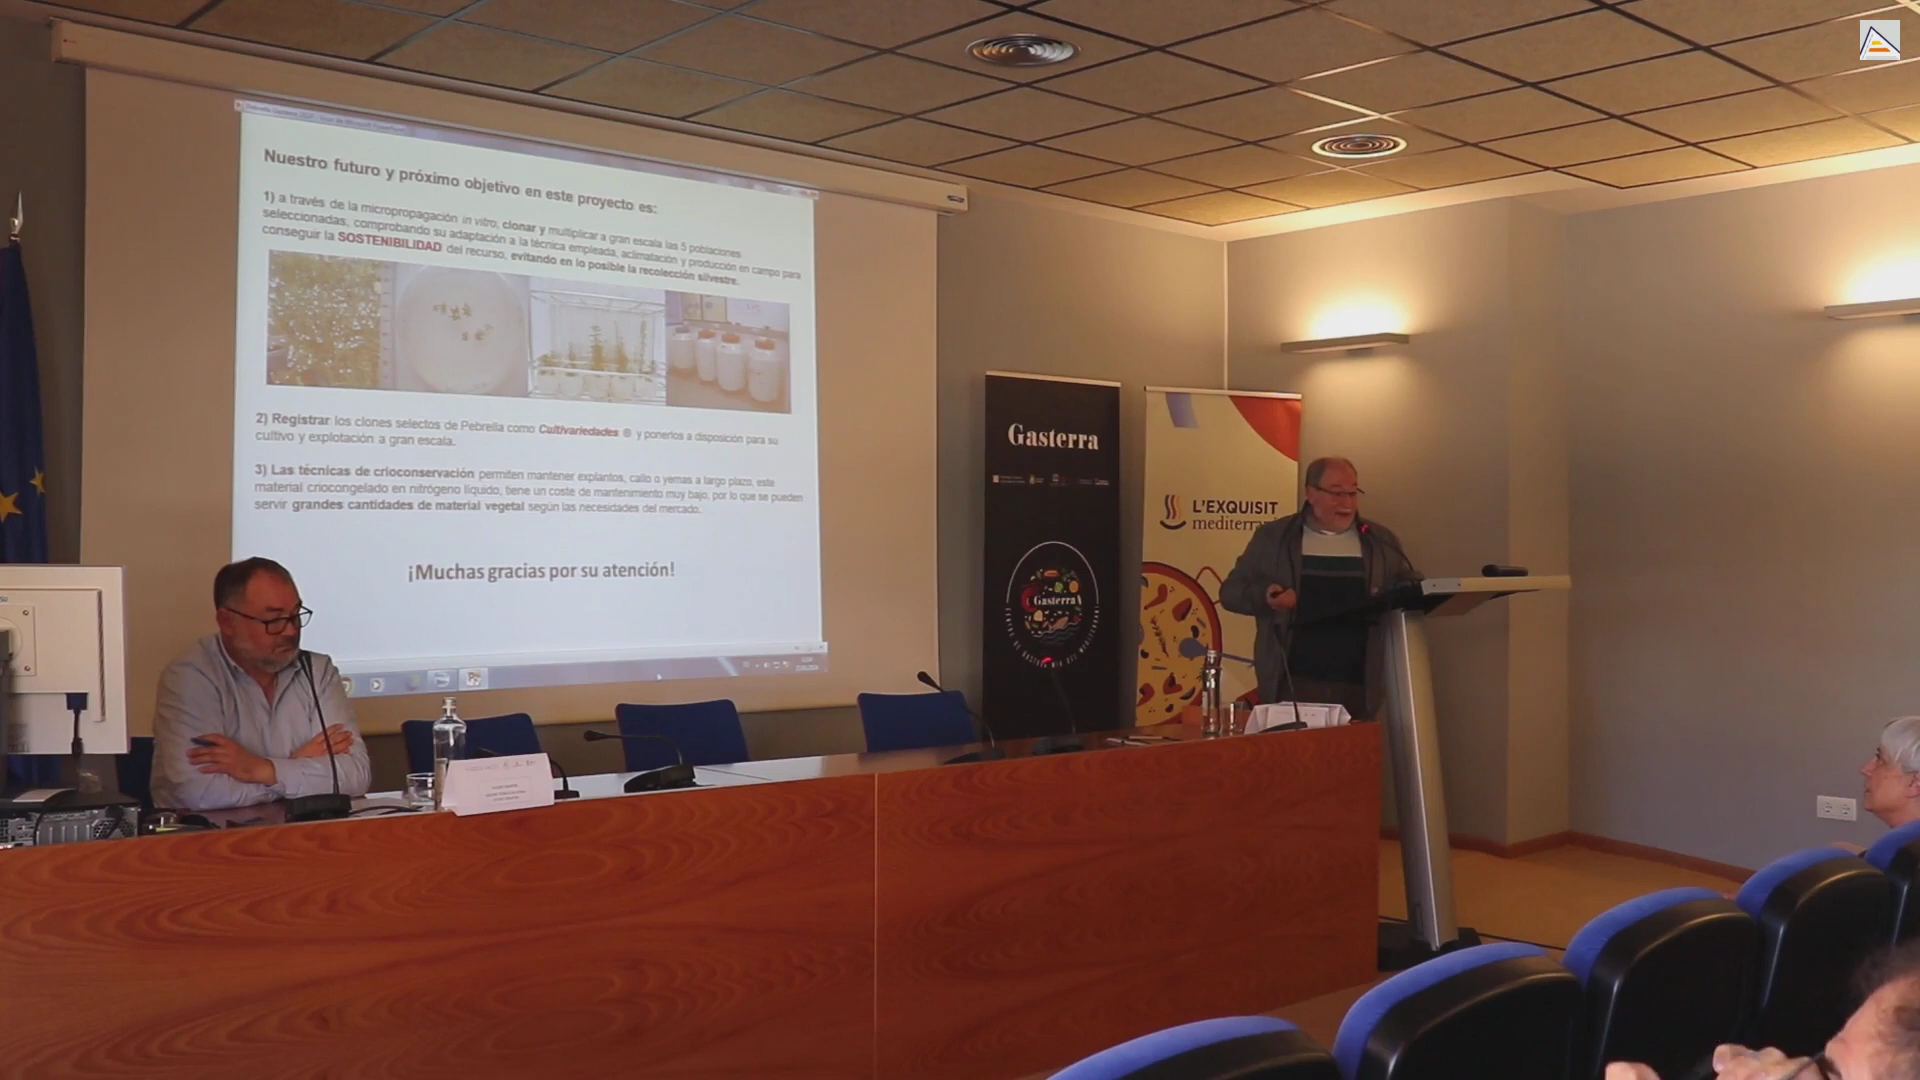 Nuestro futuro y próximo objetivo en este proyecto es:
1) a través de la micropropagación in vitro, clonar y multiplicar a gran escala las 5 poblaciones
seleccionadas, comprobando su adaptación a la técnica empleada, aclimatación y producción en campo para
conseguir la SOSTENIBILIDAD del recurso, evitando en lo posible la recolección silvestre.
2) Registrar los clones selectos de Pebrella como Cultivariedades ® y ponerlos a disposición para su
cultivo y explotación a gran escala.
3) Las técnicas de crioconservación permiten mantener explantos, callo o yemas a largo plazo, este
material criocongelado en nitrógeno líquido, tiene un coste de mantenimiento muy bajo, por lo que se pueden
servir grandes cantidades de material vegetal según las necesidades del mercado.
¡Muchas gracias por su atención!
Gasterra
Gasterra
L'EXQUISIT